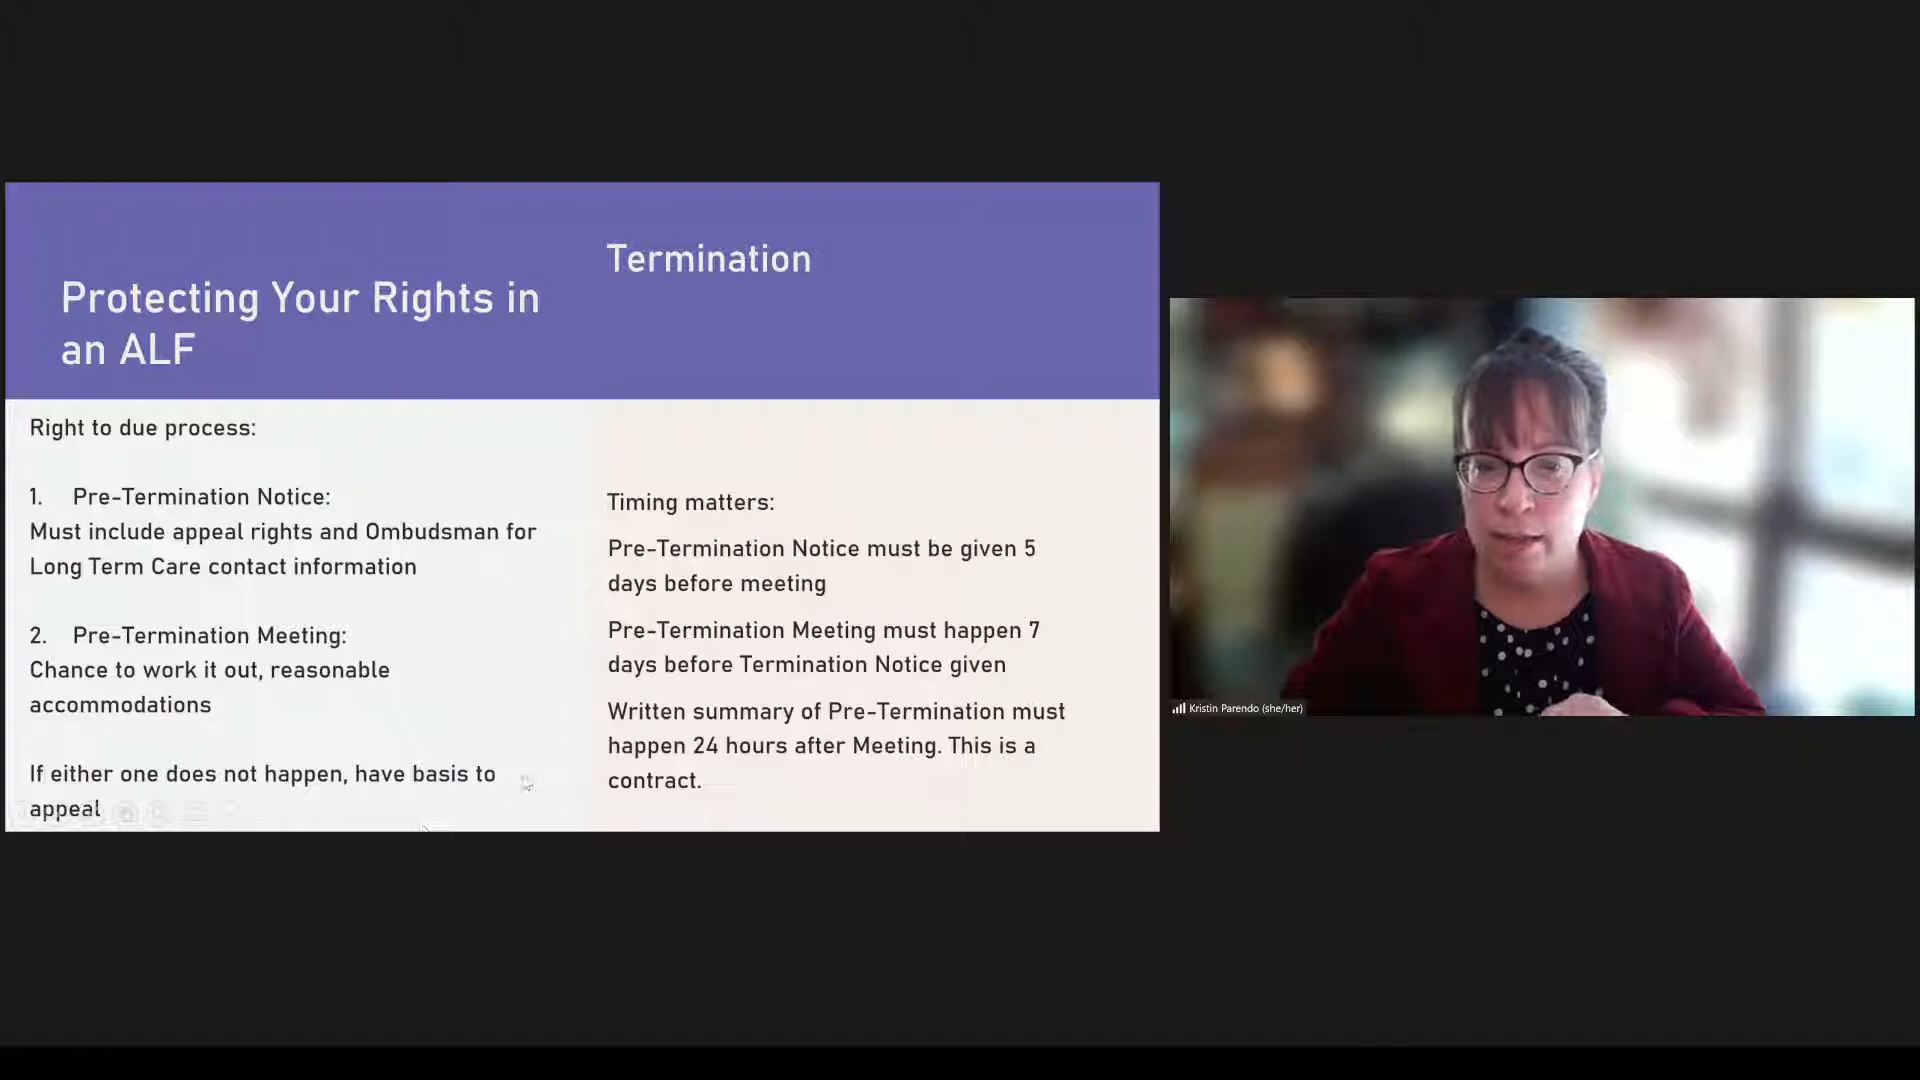 Protecting Your Rights in
an ALF
Termination
Right to due process:
1. Pre-Termination Notice:
Must include appeal rights and Ombudsman for
Long Term Care contact information
2. Pre-Termination Meeting:
Chance to work it out, reasonable
accommodations
If either one does not happen, have basis to
appeal
Timing matters:
Pre-Termination Notice must be given 5
days before meeting
Pre-Termination Meeting must happen 7
days before Termination Notice given
Written summary of Pre-Termination must
happen 24 hours after Meeting. This is a
contract.
Kristin Parendo (she/her)